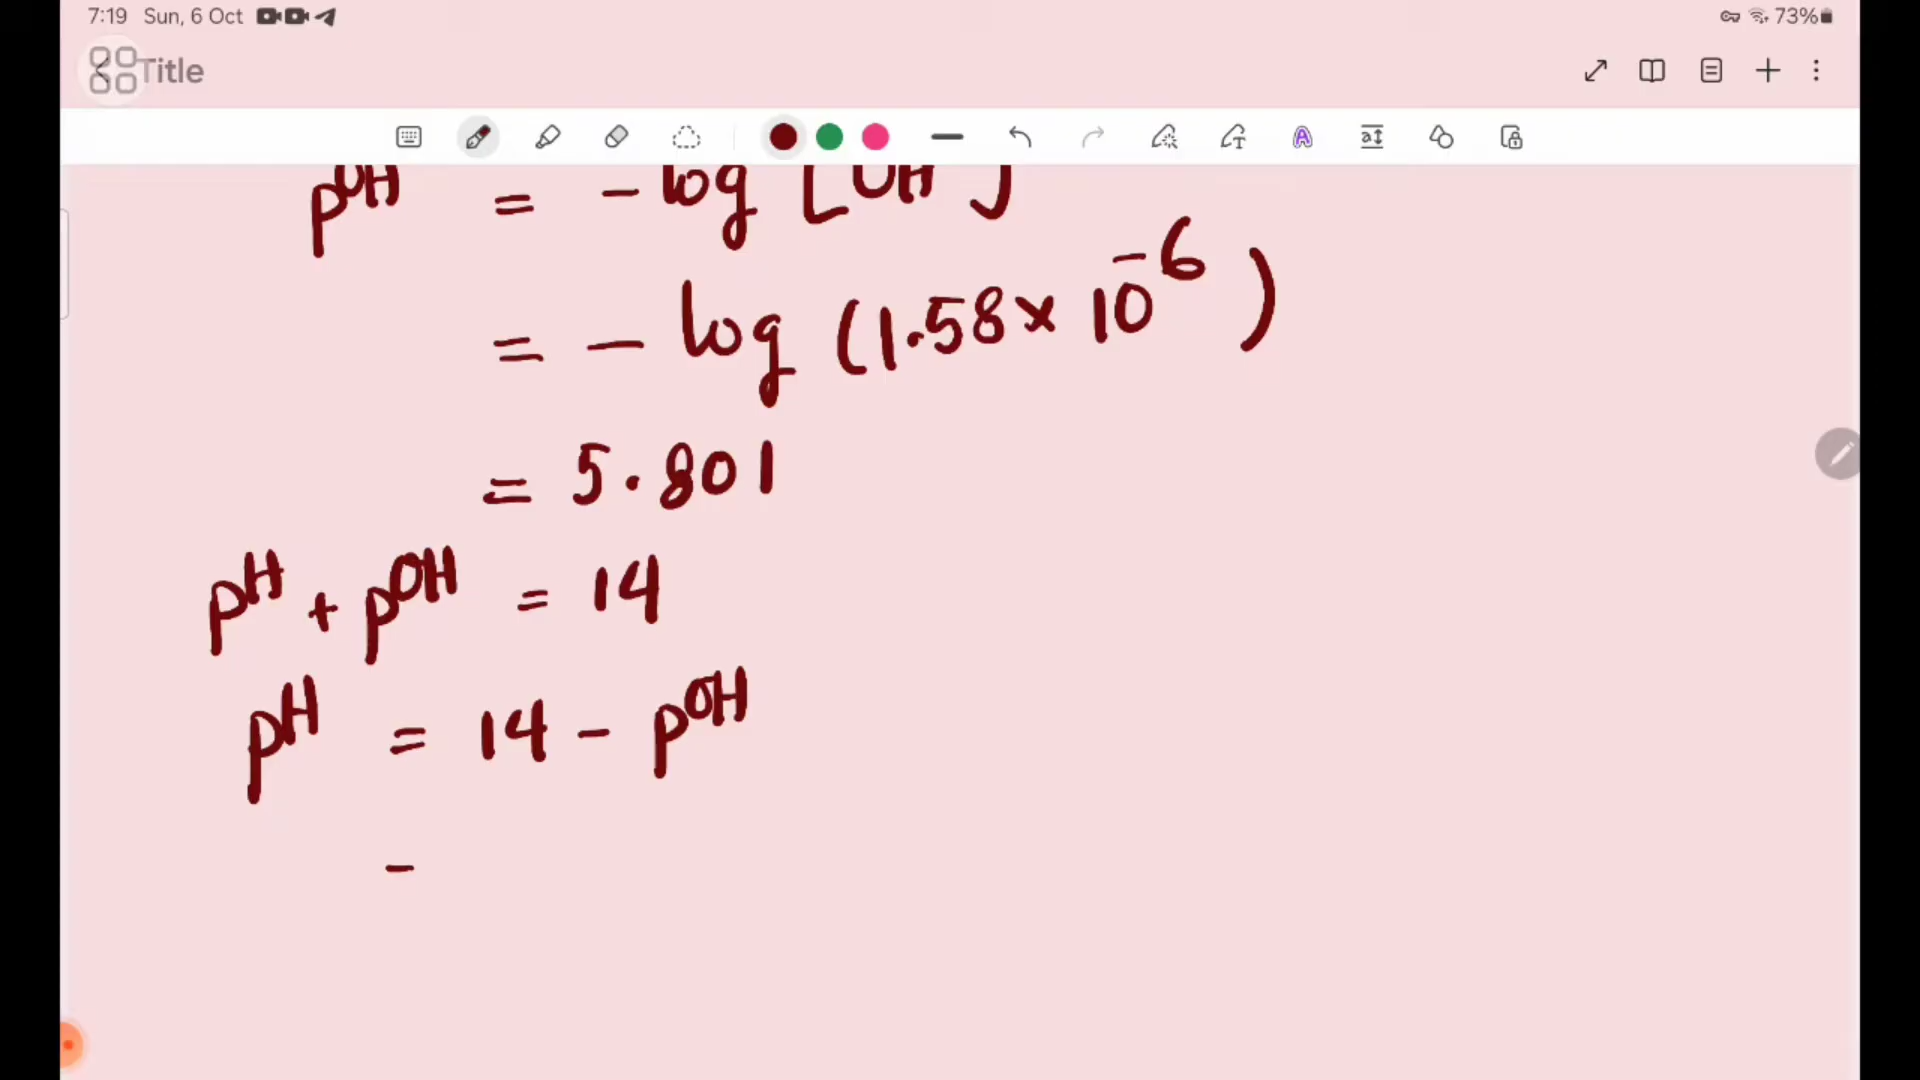 7:19 Sun, 6 Oct 73%
Title
pOH = - log [OH]
= - log (1.58 × 10⁻⁶)
= 5.801
pH + pOH = 14
pH = 14 - pOH
-